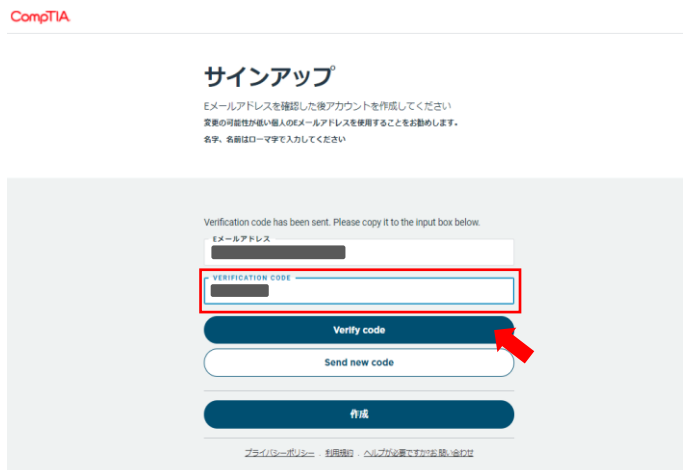 CompTIA.
サインアップ
Eメールアドレスを確認した後アカウントを作成してください
変更の可能性が低い個人のEメールアドレスを使用することをお勧めします。
名字、名前はローマ字で入力してください
Verification code has been sent. Please copy it to the input box below.
Eメールアドレス
VERIFICATION CODE
Verify code
Send new code
作成
プライバシーポリシー . 利用規約 . ヘルプが必要ですか?お問い合わせ